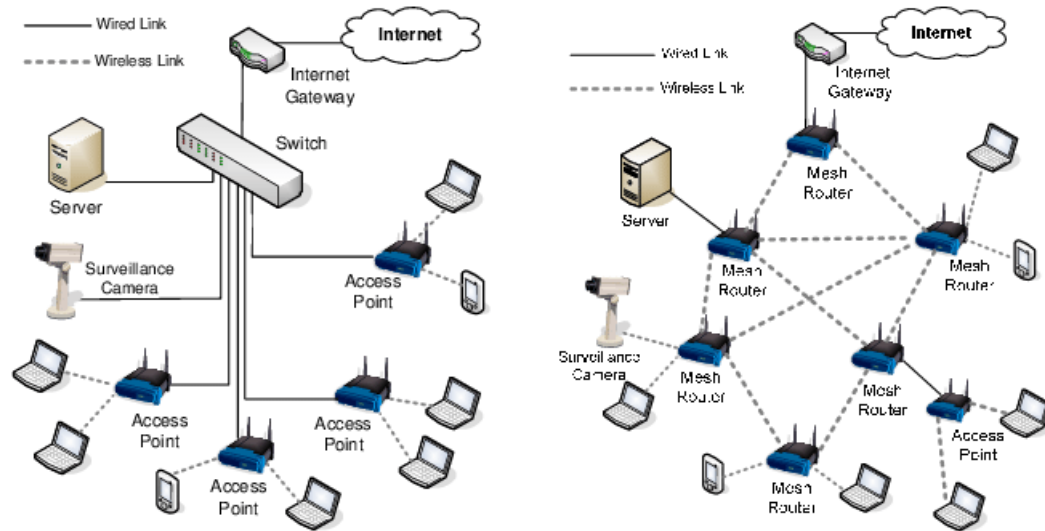 Wired Link
Wireless Link
Internet
Internet
Gateway
Switch
Server
Surveillance
Camera
Access
Point
Access
Point
Access
Point
Access
Point
Wired Link
Wireless Link
Internet
Internet
Gateway
Mesh
Router
Server
Mesh
Router
Mesh
Router
Surveillance
Camera
Mesh
Router
Mesh
Router
Access
Point
Mesh
Router